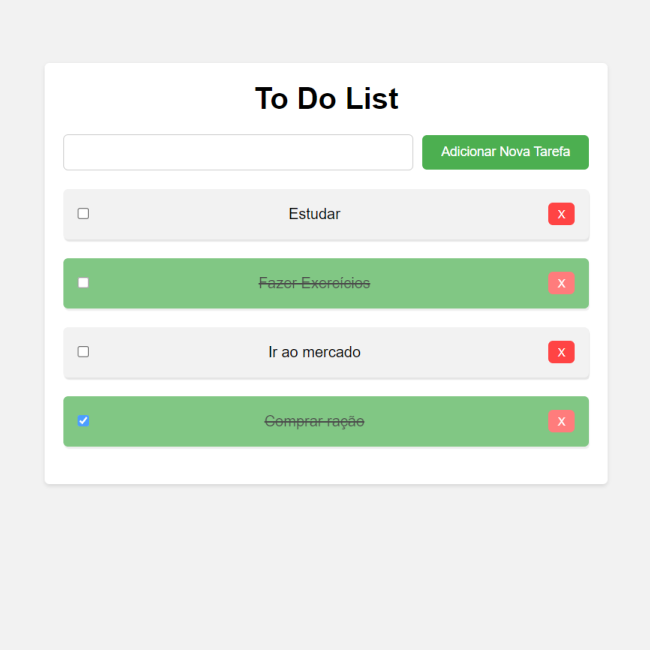 To Do List
Adicionar Nova Tarefa
Estudar
X
Fazer Exercícios
X
Ir ao mercado
X
Comprar ração
X